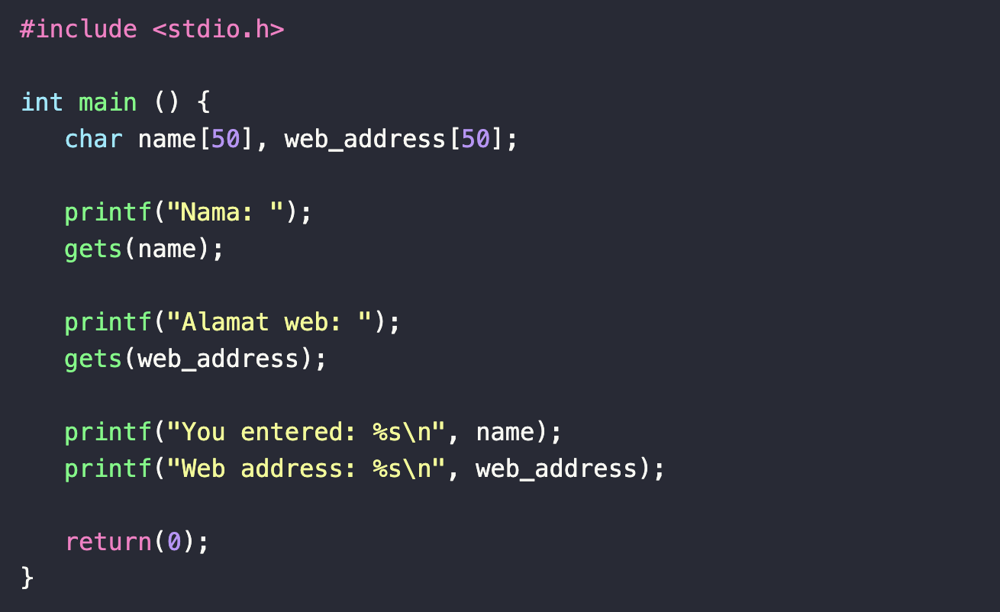 #include <stdio.h>
int main () {
char name[50], web_address[50];
printf("Nama: ");
gets(name);
printf("Alamat web: ");
gets(web_address);
printf("You entered: %s\n", name);
printf("Web address: %s\n", web_address);
return(0);
}